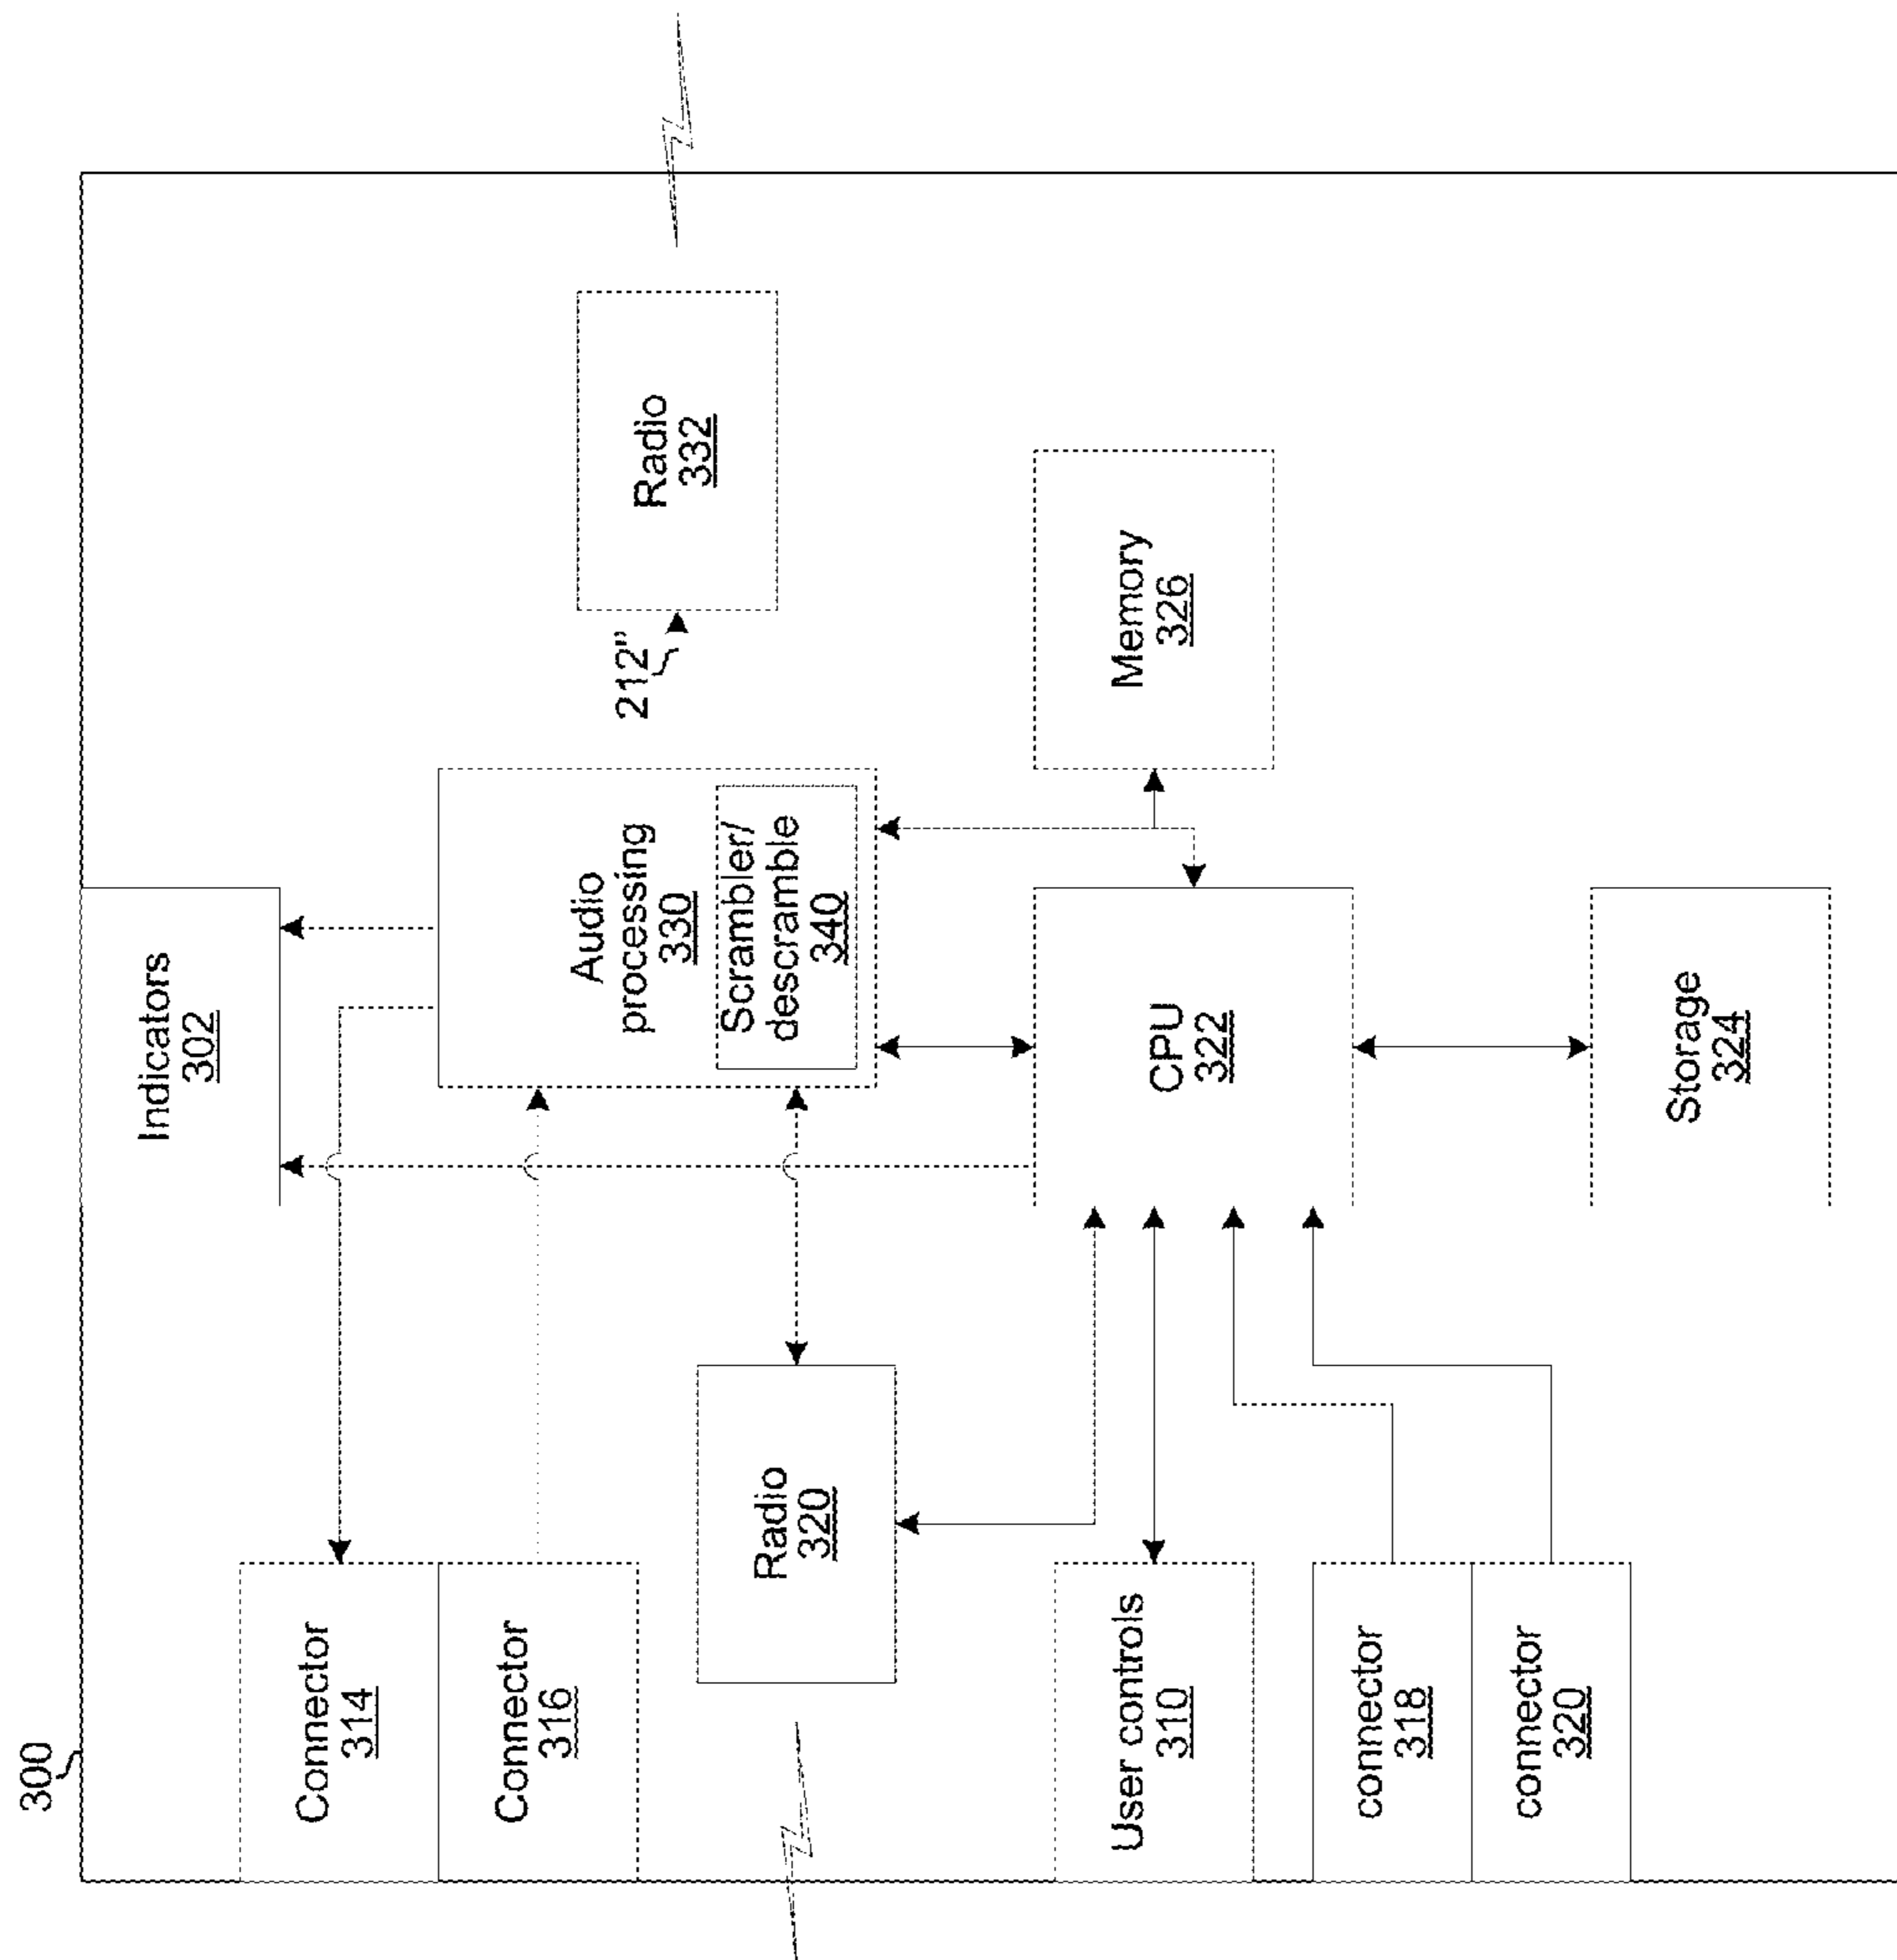 300
Indicators
302
Connector
314
Connector
316
Audio
processing
330
Scrambler/
descramble
340
212"
Radio
332
Radio
320
User controls
310
CPU
322
Memory
326
connector
318
connector
320
Storage
324